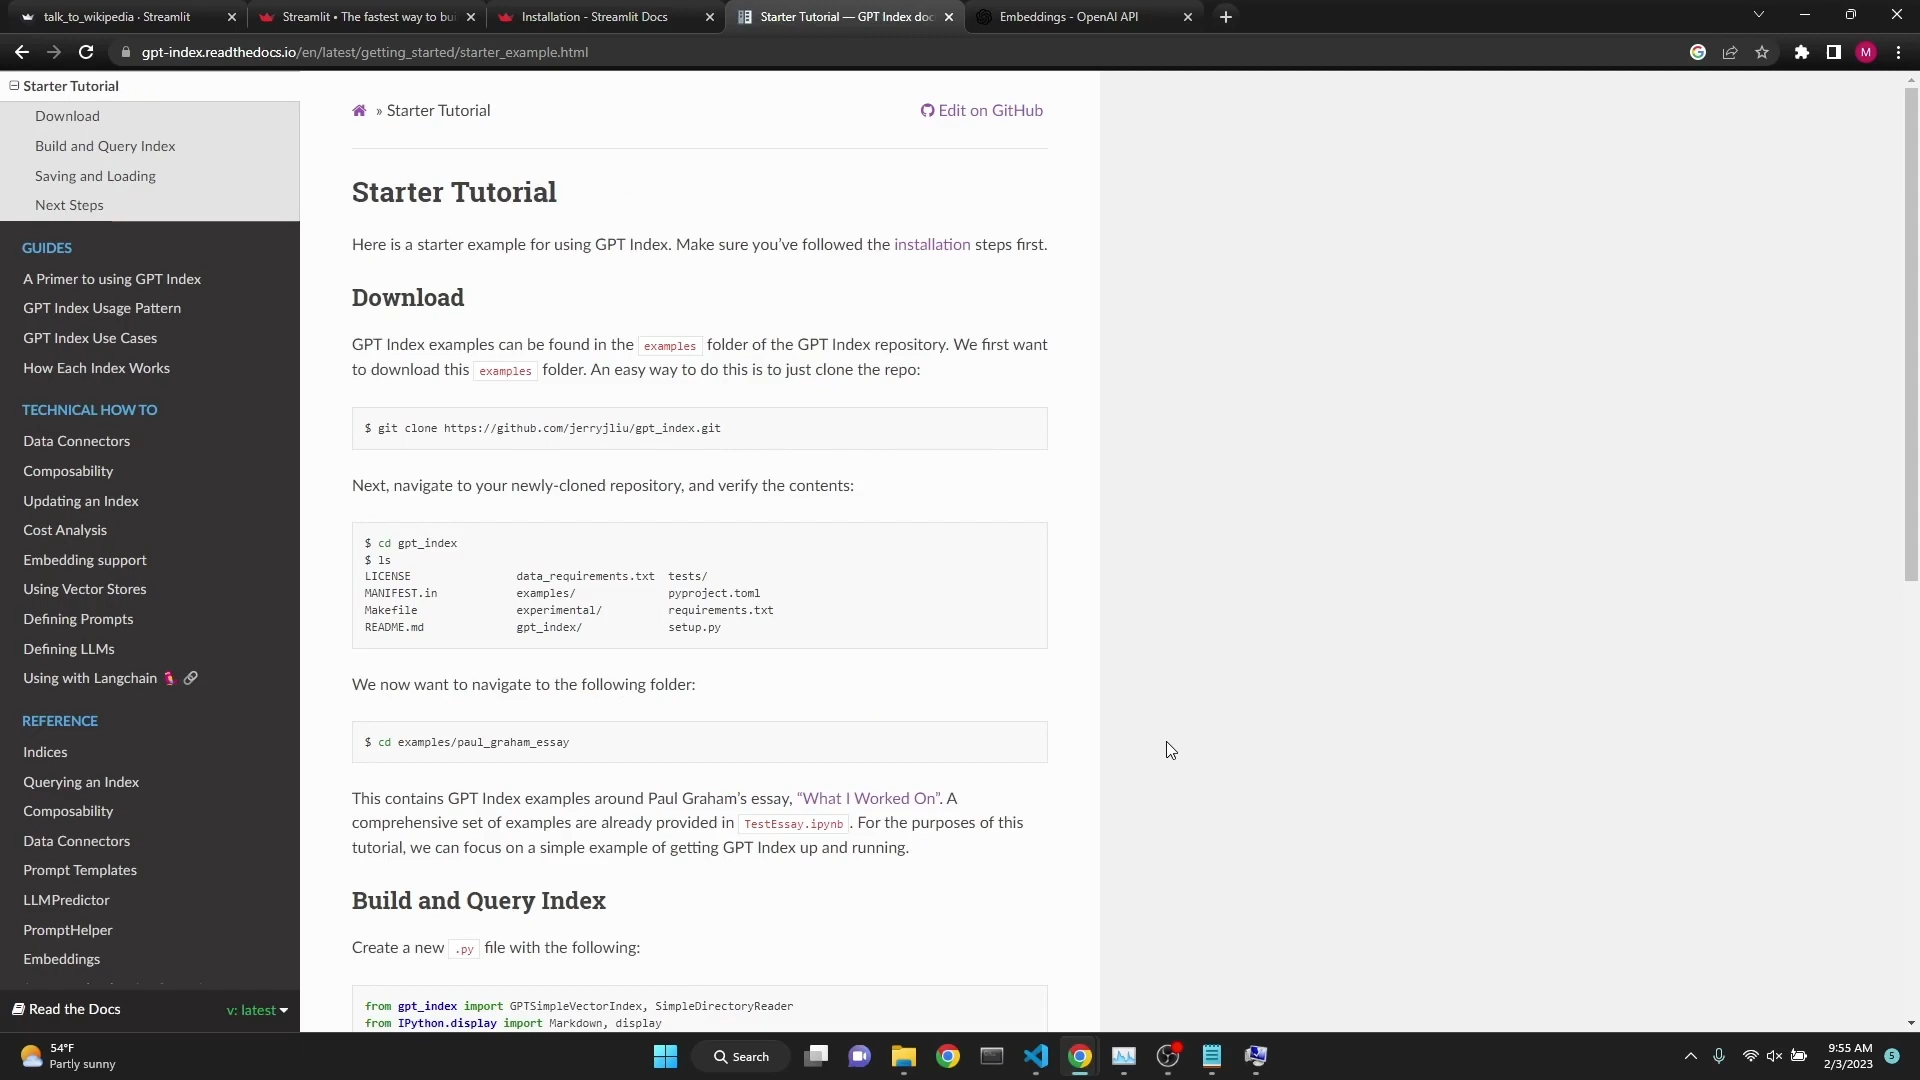 talk_to_wikipedia · Streamlit
Streamlit • The fastest way to bui
Installation - Streamlit Docs
Starter Tutorial — GPT Index doc
Embeddings - OpenAI API
gpt-index.readthedocs.io/en/latest/getting_started/starter_example.html
M
Starter Tutorial
Download
Build and Query Index
Saving and Loading
Next Steps
GUIDES
A Primer to using GPT Index
GPT Index Usage Pattern
GPT Index Use Cases
How Each Index Works
TECHNICAL HOW TO
Data Connectors
Composability
Updating an Index
Cost Analysis
Embedding support
Using Vector Stores
Defining Prompts
Defining LLMs
Using with Langchain 🦜 🔗
REFERENCE
Indices
Querying an Index
Composability
Data Connectors
Prompt Templates
LLMPredictor
PromptHelper
Embeddings
Read the Docs
v: latest
» Starter Tutorial
Edit on GitHub
Starter Tutorial
Here is a starter example for using GPT Index. Make sure you’ve followed the installation steps first.
Download
GPT Index examples can be found in the examples folder of the GPT Index repository. We first want
to download this examples folder. An easy way to do this is to just clone the repo:
$ git clone https://github.com/jerryjliu/gpt_index.git
Next, navigate to your newly-cloned repository, and verify the contents:
$ cd gpt_index
$ ls
LICENSE data_requirements.txt tests/
MANIFEST.in examples/ pyproject.toml
Makefile experimental/ requirements.txt
README.md gpt_index/ setup.py
We now want to navigate to the following folder:
$ cd examples/paul_graham_essay
This contains GPT Index examples around Paul Graham’s essay, “What I Worked On”. A
comprehensive set of examples are already provided in TestEssay.ipynb. For the purposes of this
tutorial, we can focus on a simple example of getting GPT Index up and running.
Build and Query Index
Create a new .py file with the following:
from gpt_index import GPTSimpleVectorIndex, SimpleDirectoryReader
from IPython.display import Markdown, display
54°F
Partly sunny
Search
9:55 AM
2/3/2023
5